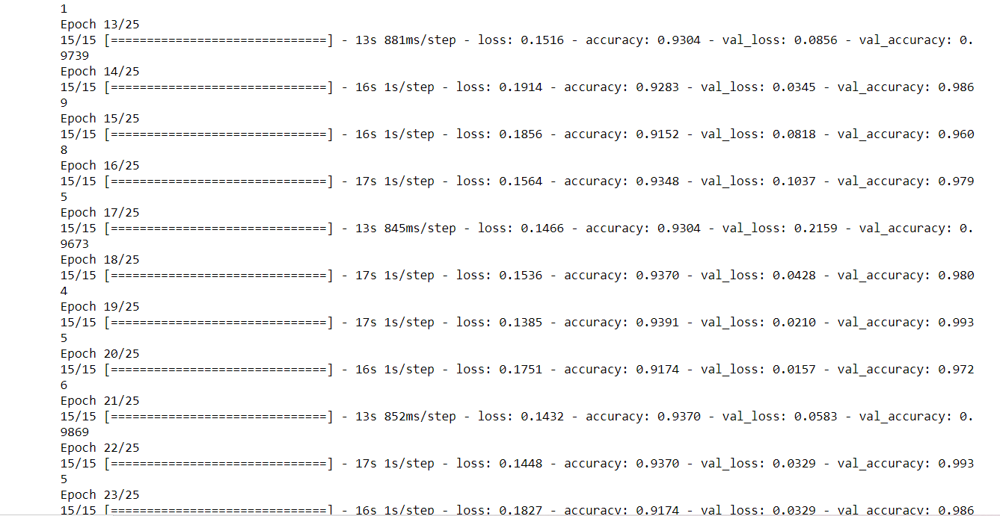 1
Epoch 13/25
15/15 [==============================] - 13s 881ms/step - loss: 0.1516 - accuracy: 0.9304 - val_loss: 0.0856 - val_accuracy: 0.
9739
Epoch 14/25
15/15 [==============================] - 16s 1s/step - loss: 0.1914 - accuracy: 0.9283 - val_loss: 0.0345 - val_accuracy: 0.986
9
Epoch 15/25
15/15 [==============================] - 16s 1s/step - loss: 0.1856 - accuracy: 0.9152 - val_loss: 0.0818 - val_accuracy: 0.960
8
Epoch 16/25
15/15 [==============================] - 17s 1s/step - loss: 0.1564 - accuracy: 0.9348 - val_loss: 0.1037 - val_accuracy: 0.979
5
Epoch 17/25
15/15 [==============================] - 13s 845ms/step - loss: 0.1466 - accuracy: 0.9304 - val_loss: 0.2159 - val_accuracy: 0.
9673
Epoch 18/25
15/15 [==============================] - 17s 1s/step - loss: 0.1536 - accuracy: 0.9370 - val_loss: 0.0428 - val_accuracy: 0.980
4
Epoch 19/25
15/15 [==============================] - 17s 1s/step - loss: 0.1385 - accuracy: 0.9391 - val_loss: 0.0210 - val_accuracy: 0.993
5
Epoch 20/25
15/15 [==============================] - 16s 1s/step - loss: 0.1751 - accuracy: 0.9174 - val_loss: 0.0157 - val_accuracy: 0.972
6
Epoch 21/25
15/15 [==============================] - 13s 852ms/step - loss: 0.1432 - accuracy: 0.9370 - val_loss: 0.0583 - val_accuracy: 0.
9869
Epoch 22/25
15/15 [==============================] - 17s 1s/step - loss: 0.1448 - accuracy: 0.9370 - val_loss: 0.0329 - val_accuracy: 0.993
5
Epoch 23/25
15/15 [==============================] - 16s 1s/step - loss: 0.1827 - accuracy: 0.9174 - val_loss: 0.0329 - val_accuracy: 0.986